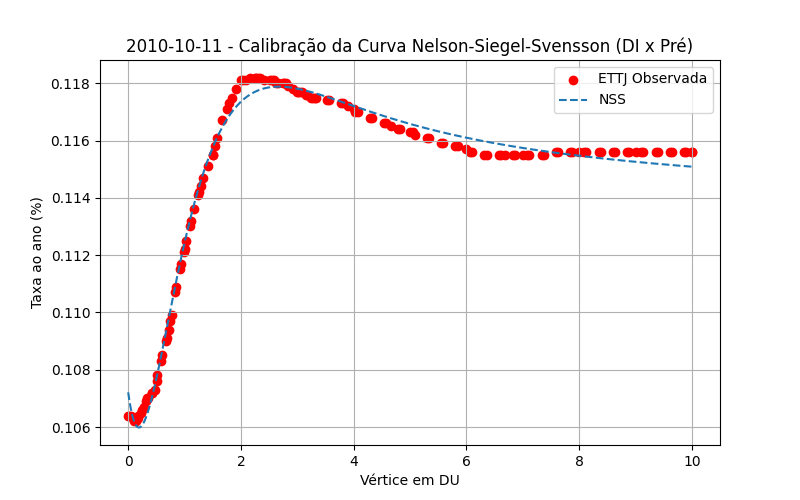 2010-10-11 - Calibração da Curva Nelson-Siegel-Svensson (DI x Pré)
ETTJ Observada
NSS
Taxa ao ano (%)
0.118
0.116
0.114
0.112
0.110
0.108
0.106
0 2 4 6 8 10
Vértice em DU